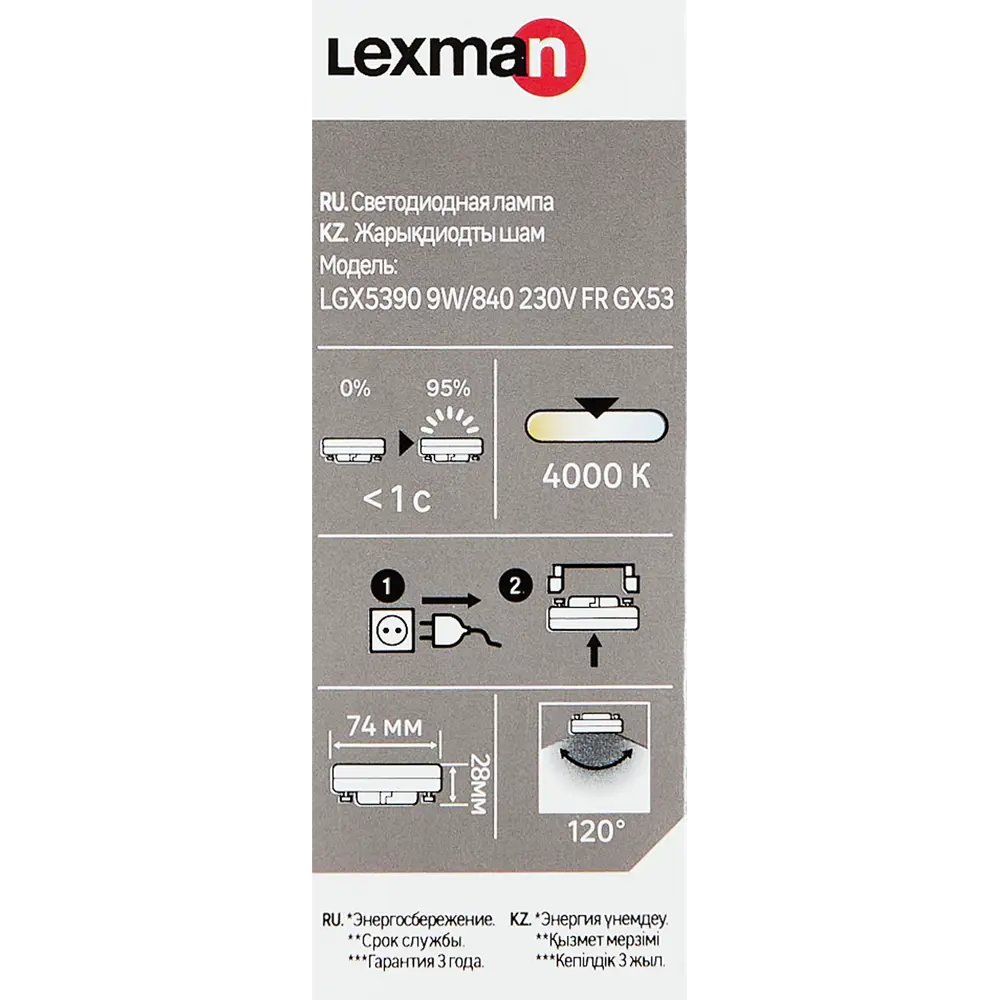 Lexman
RU. Светодиодная лампа
KZ. Жарықдиодты шам
Модель:
LGX5390 9W/840 230V FR GX53
0% 95%
< 1 с
4000 К
1 2.
74 мм
28мм
120°
RU. *Энергосбережение.
**Срок службы.
***Гарантия 3 года.
KZ. *Энергия үнемдеу.
**Қызмет мерзімі
***Кепілдік 3 жыл.